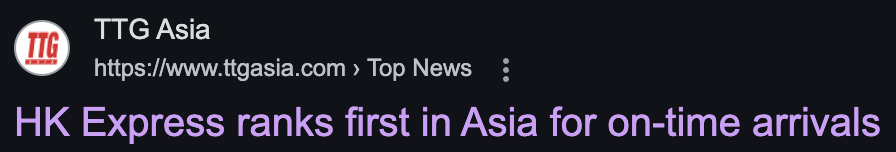 TTG Asia
TTG
ASIA
https://www.ttgasia.com › Top News
HK Express ranks first in Asia for on-time arrivals